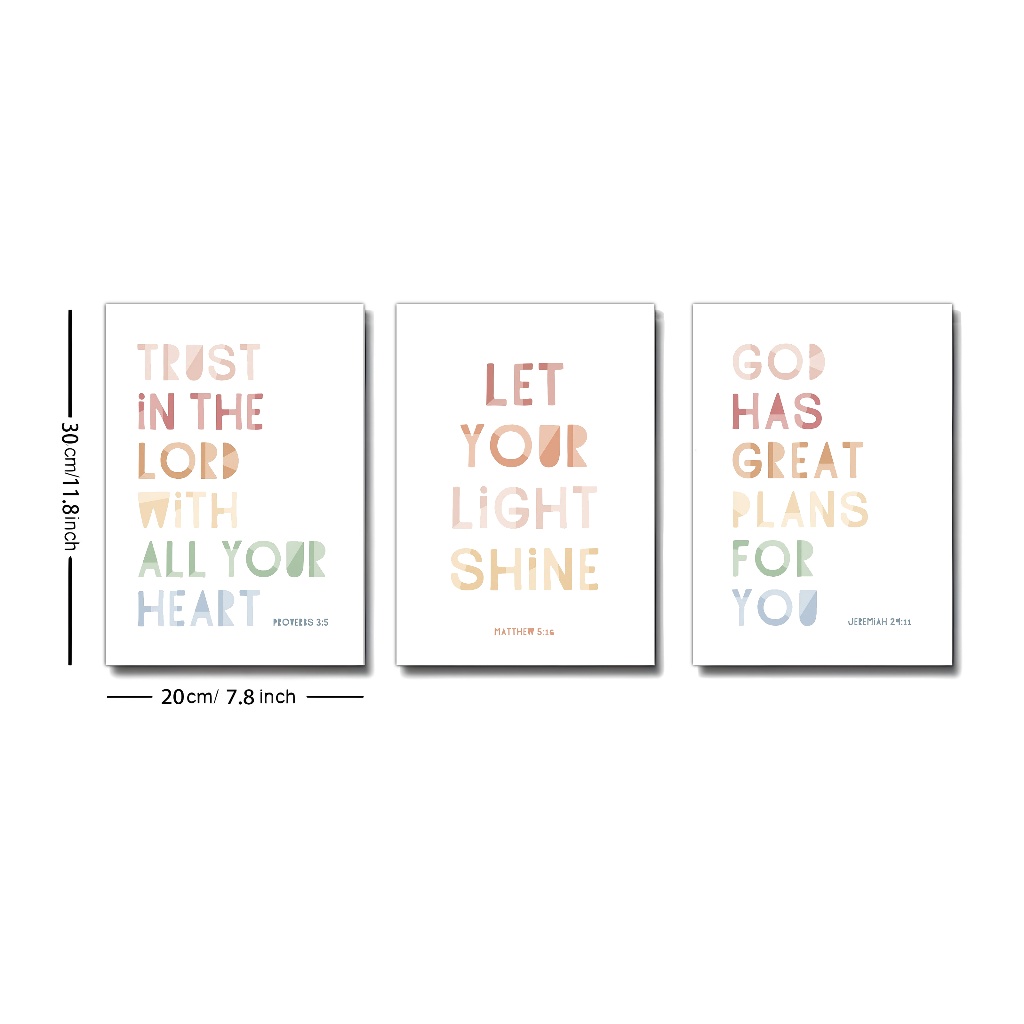 TRUST
iN THE
LORD
WiTH
ALL YOUR
HEART
PROVERBS 3:5
LET
YOUR
LiGHT
SHiNE
MATTHEW 5:16
GOD
HAS
GREAT
PLANS
FOR
YOU
JEREMiAH 29:11
30cm/11.8inch
20cm/ 7.8 inch